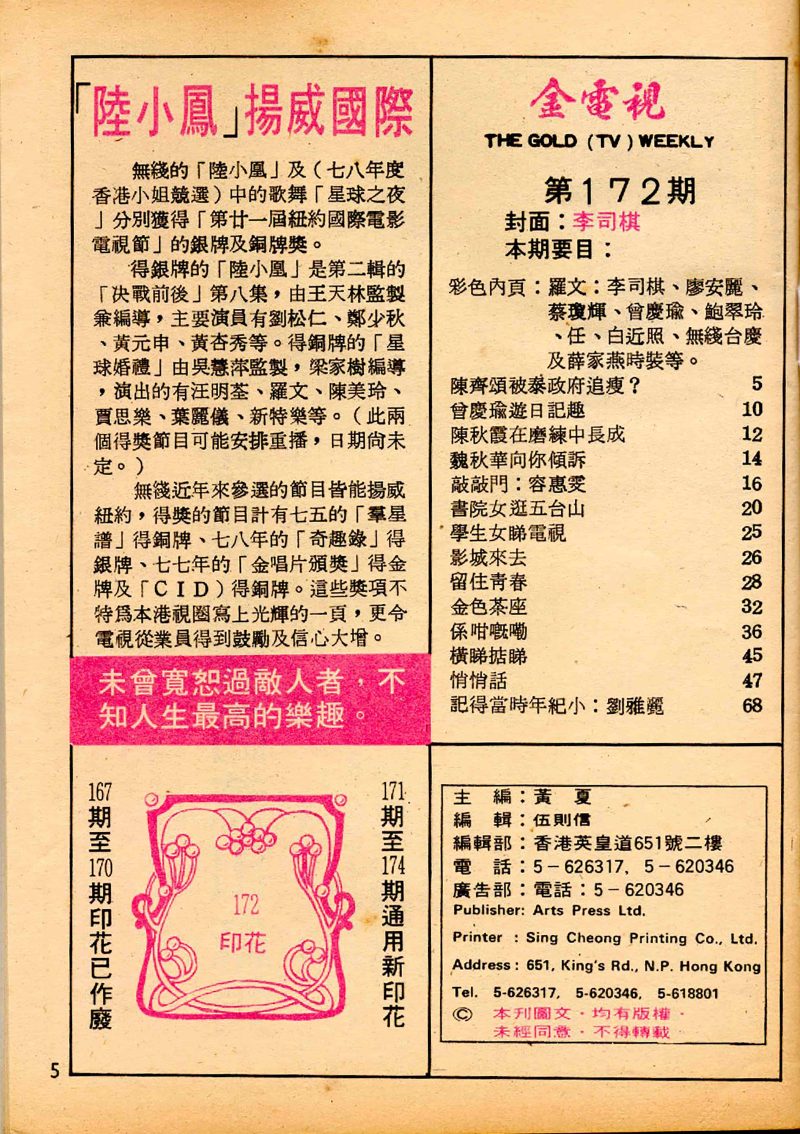 「陸小鳳」揚威國際
無綫的「陸小凰」及(七八年度
香港小姐競選)中的歌舞「星球之夜
」分別獲得「第廿一屆紐約國際電影
電視節」的銀牌及銅牌獎。
得銀牌的「陸小凰」是第二輯的
「決戰前後」第八集,由王天林監製
兼編導,主要演員有劉松仁、鄭少秋
、黃元申、黃杏秀等。得銅牌的「星
球婚禮」由吳慧萍監製,梁家樹編導
,演出的有汪明荃、羅文、陳美玲、
賈思樂、葉麗儀、新特樂等。(此兩
個得獎節目可能安排重播,日期尙未
定。)
無綫近年來參選的節目皆能揚威
紐約,得獎的節目計有七五的「羣星
譜」得銅牌、七八年的「奇趣錄」得
銀牌、七七年的「金唱片頒獎」得金
牌及「CID)得銅牌。這些獎項不
特爲本港視圈寫上光輝的一頁,更令
電視從業員得到鼓勵及信心大增。
未曾寬恕過敵人者,不
知人生最高的樂趣。
167期至170期印花已作廢
172
印花
171期至174期通用新印花
5
金電視
THE GOLD (TV) WEEKLY
第172期
封面:李司棋
本期要目:
彩色內頁:羅文:李司棋、廖安麗、
蔡瓊輝、曾慶瑜、鮑翠玲
、任、白近照、無綫台慶
及薛家燕時裝等。
陳齊頌被泰政府追瘦? 5
曾慶瑜遊日記趣 10
陳秋霞在磨練中長成 12
魏秋華向你傾訴 14
敲敲門:容惠雯 16
書院女逛五台山 20
學生女睇電視 25
影城來去 26
留住靑春 28
金色茶座 32
係咁嘅嘞 36
橫睇掂睇 45
悄悄話 47
記得當時年紀小:劉雅麗 68
主 編:黃 夏
編 輯:伍則信
編輯部:香港英皇道651號二樓
電 話:5-626317, 5-620346
廣告部:電話:5-620346
Publisher: Arts Press Ltd.
Printer : Sing Cheong Printing Co., Ltd.
Address: 651, King's Rd., N.P. Hong Kong
Tel. 5-626317, 5-620346, 5-618801
© 本刊圖文·均有版權·
未經同意·不得轉載